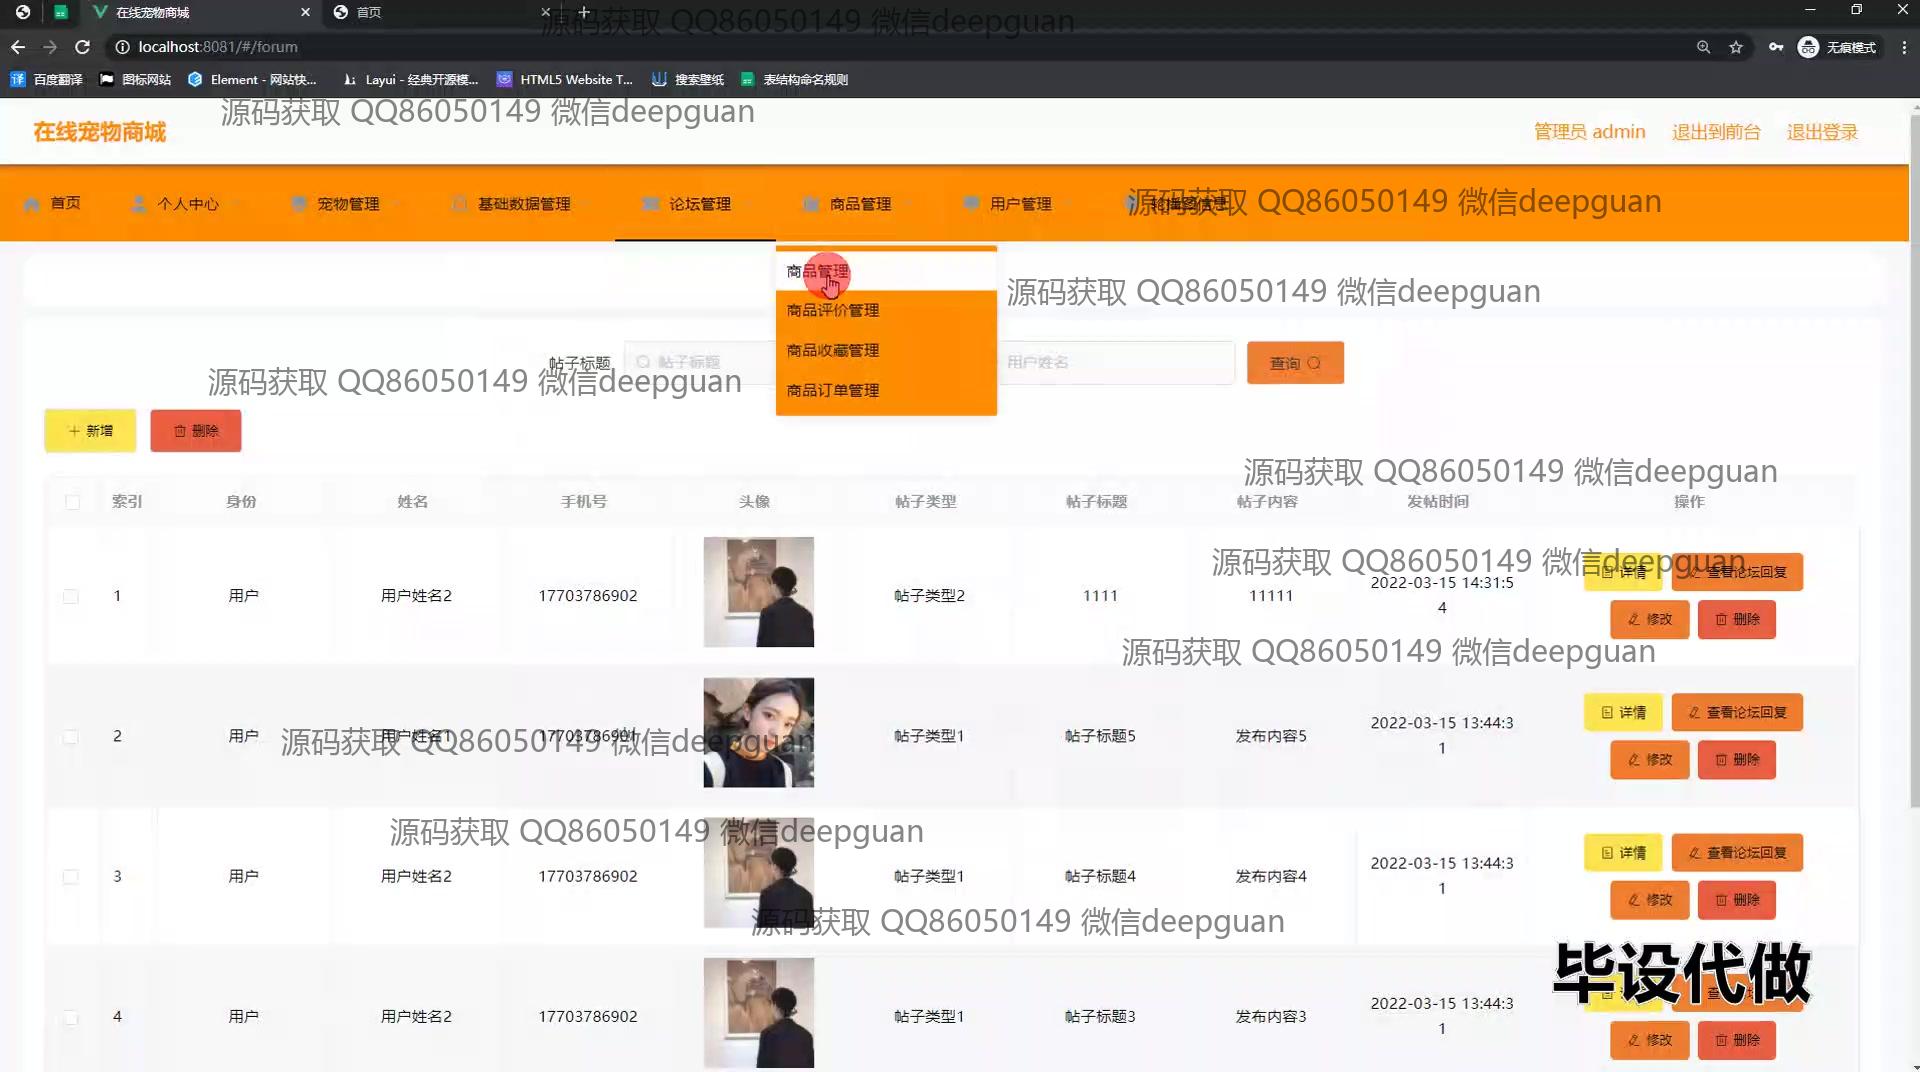 在线宠物商城
首页
localhost:8081/#/forum
无痕模式
百度翻译
图标网站
Element - 网站快...
Layui - 经典开源模...
HTML5 Website T...
搜索壁纸
表结构命名规则
源码获取 QQ86050149 微信deepguan
源码获取 QQ86050149 微信deepguan
在线宠物商城
管理员 admin
退出到前台
退出登录
首页
个人中心
宠物管理
基础数据管理
论坛管理
商品管理
用户管理
轮播图信息
源码获取 QQ86050149 微信deepguan
商品管理
商品评价管理
商品收藏管理
商品订单管理
源码获取 QQ86050149 微信deepguan
帖子标题
帖子标题
用户姓名
查询
源码获取 QQ86050149 微信deepguan
新增
删除
源码获取 QQ86050149 微信deepguan
索引 身份 姓名 手机号 头像 帖子类型 帖子标题 帖子内容 发帖时间 操作
源码获取 QQ86050149 微信deepguan
1 用户 用户姓名2 17703786902 帖子类型2 1111 11111 2022-03-15 14:31:5
4
详情 查看论坛回复
修改 删除
源码获取 QQ86050149 微信deepguan
2 用户 用户姓名1 17703786901 帖子类型1 帖子标题5 发布内容5 2022-03-15 13:44:3
1
详情 查看论坛回复
修改 删除
源码获取 QQ86050149 微信deepguan
源码获取 QQ86050149 微信deepguan
3 用户 用户姓名2 17703786902 帖子类型1 帖子标题4 发布内容4 2022-03-15 13:44:3
1
详情 查看论坛回复
修改 删除
源码获取 QQ86050149 微信deepguan
毕设代做
4 用户 用户姓名2 17703786902 帖子类型1 帖子标题3 发布内容3 2022-03-15 13:44:3
1
修改 删除